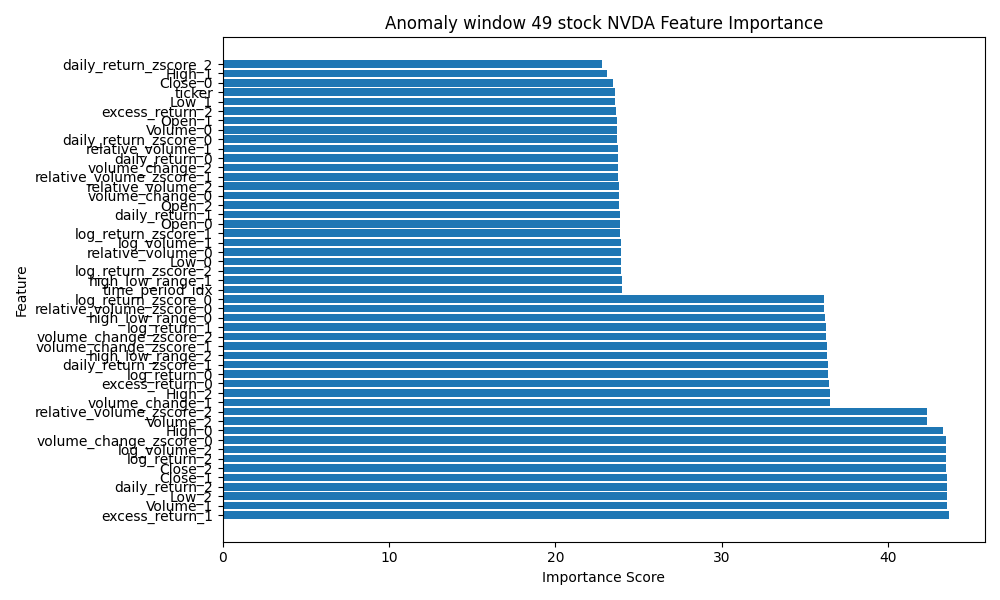 Anomaly window 49 stock NVDA Feature Importance
daily_return_zscore_2
High_1
Close_0
ticker
Low_1
excess_return_2
Open_1
Volume_0
daily_return_zscore_0
relative_volume_1
daily_return_0
volume_change_2
relative_volume_zscore_1
relative_volume_2
volume_change_0
Open_2
daily_return_1
Open_0
log_return_zscore_1
log_volume_1
relative_volume_0
Low_0
log_return_zscore_2
high_low_range_1
time_period_idx
log_return_zscore_0
relative_volume_zscore_0
high_low_range_0
log_return_1
volume_change_zscore_2
volume_change_zscore_1
high_low_range_2
daily_return_zscore_1
log_return_0
excess_return_0
High_2
volume_change_1
relative_volume_zscore_2
Volume_2
High_0
volume_change_zscore_0
log_volume_2
log_return_2
Close_2
Close_1
daily_return_2
Low_2
Volume_1
excess_return_1
Feature
0 10 20 30 40
Importance Score